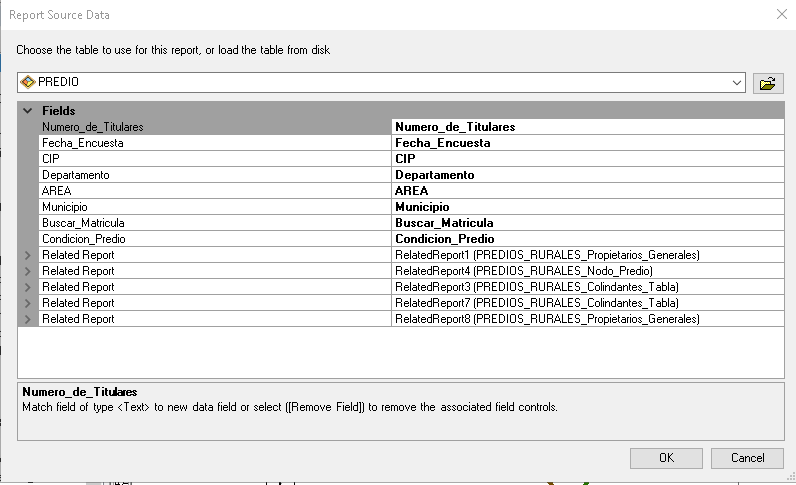 Report Source Data
Choose the table to use for this report, or load the table from disk
PREDIO
Fields
Numero_de_Titulares Numero_de_Titulares
Fecha_Encuesta Fecha_Encuesta
CIP CIP
Departamento Departamento
AREA AREA
Municipio Municipio
Buscar_Matricula Buscar_Matricula
Condicion_Predio Condicion_Predio
Related Report RelatedReport1 (PREDIOS_RURALES_Propietarios_Generales)
Related Report RelatedReport4 (PREDIOS_RURALES_Nodo_Predio)
Related Report RelatedReport3 (PREDIOS_RURALES_Colindantes_Tabla)
Related Report RelatedReport7 (PREDIOS_RURALES_Colindantes_Tabla)
Related Report RelatedReport8 (PREDIOS_RURALES_Propietarios_Generales)
Numero_de_Titulares
Match field of type <Text> to new data field or select ([Remove Field]) to remove the associated field controls.
OK Cancel